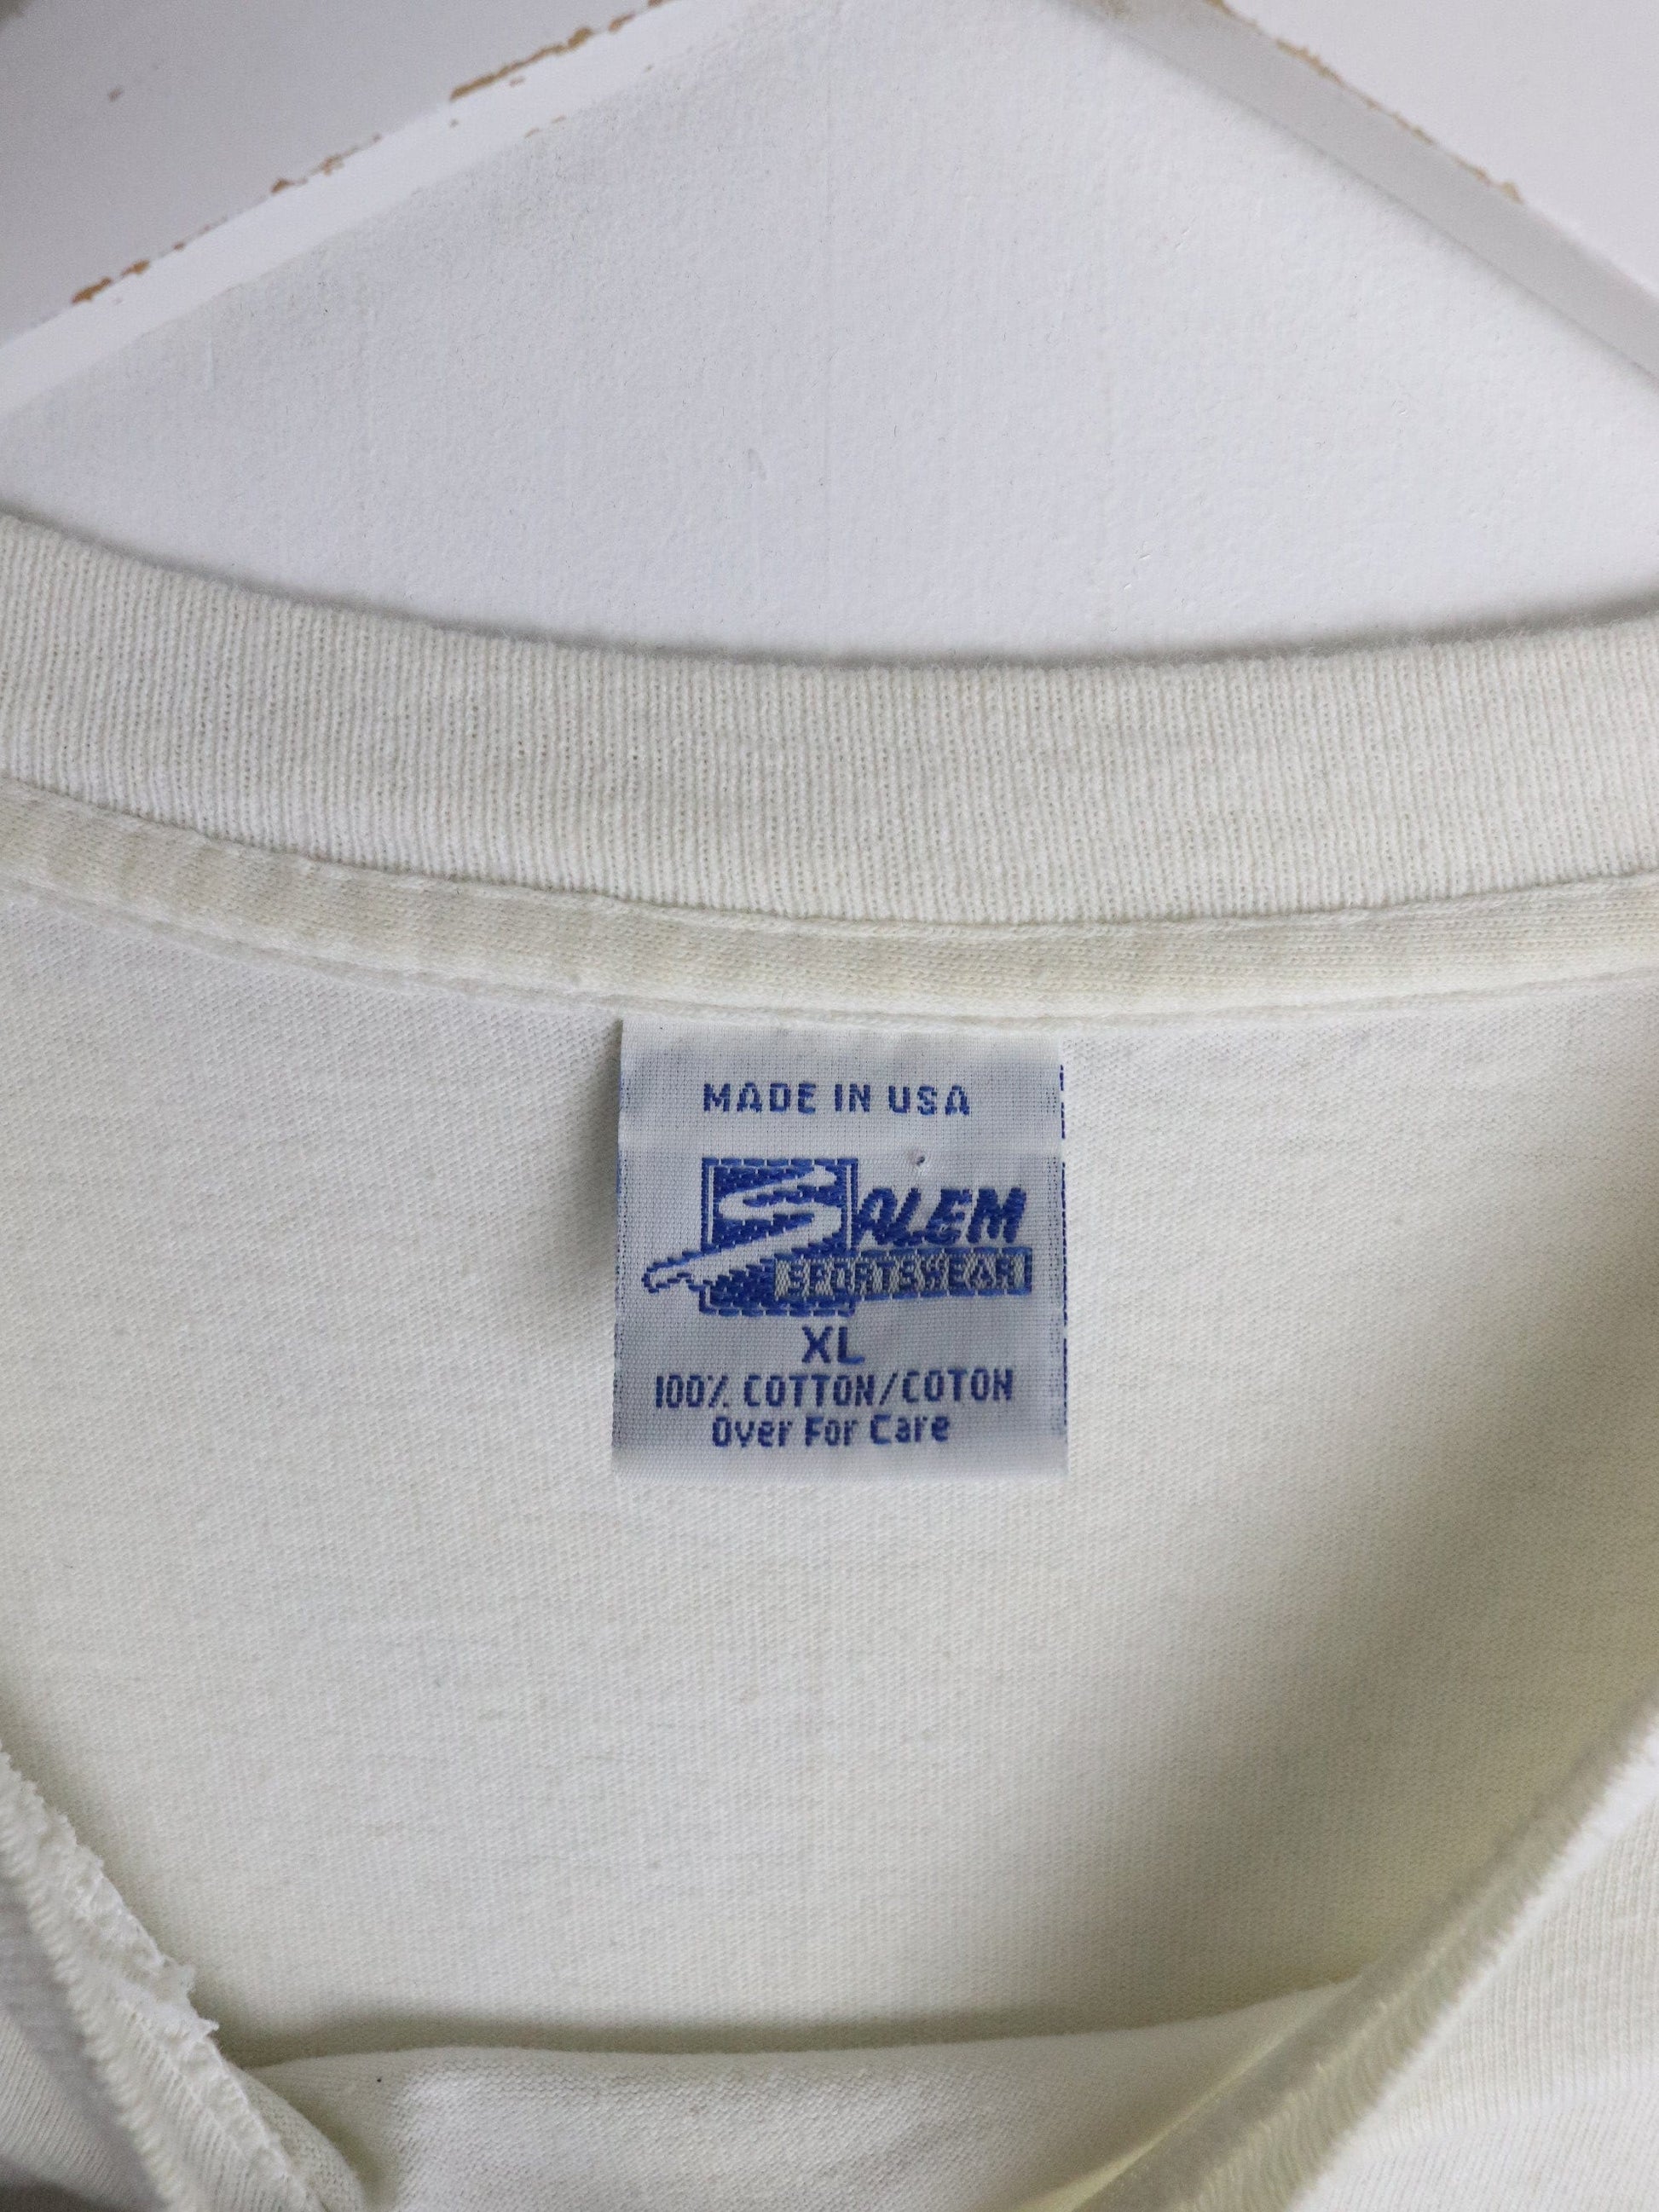 MADE IN USA
SALEM
SPORTSWEAR
XL
100% COTTON/COTON
Over For Care